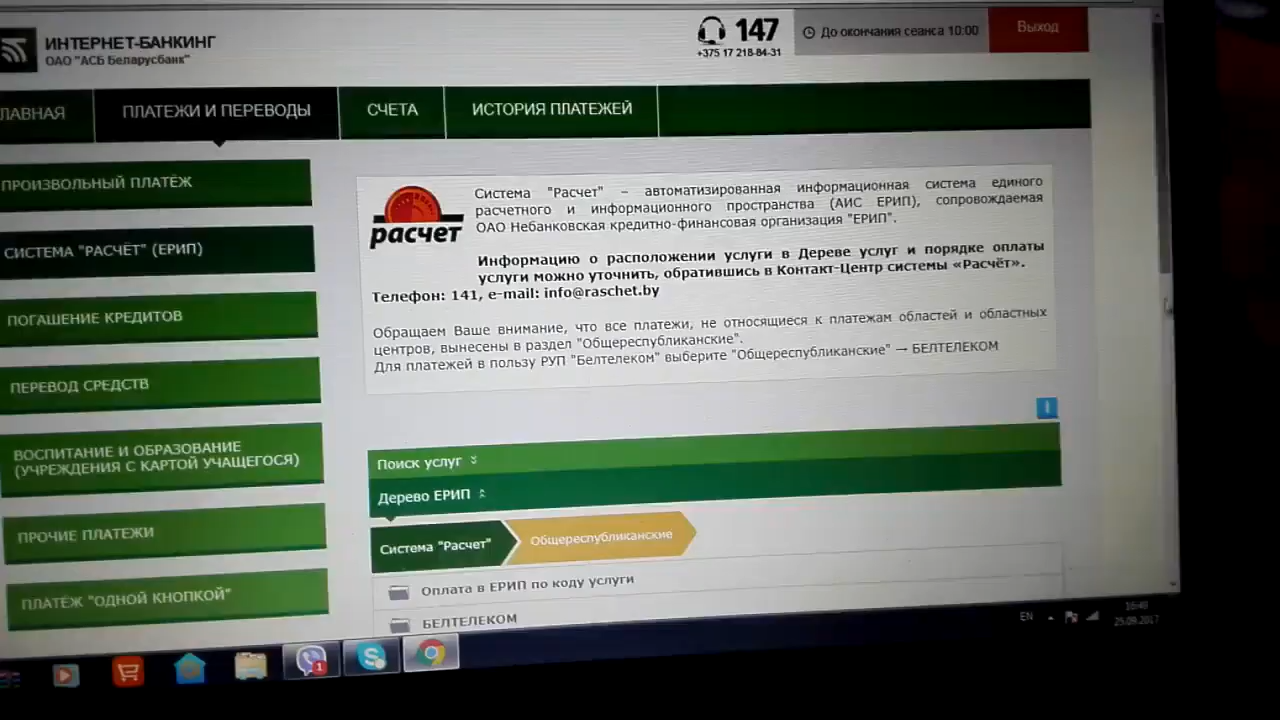 ИНТЕРНЕТ-БАНКИНГ
ОАО "АСБ Беларусбанк"
147
+375 17 218-84-31
До окончания сеанса 10:00
Выход
ЛАВНАЯ
ПЛАТЕЖИ И ПЕРЕВОДЫ
СЧЕТА
ИСТОРИЯ ПЛАТЕЖЕЙ
ПРОИЗВОЛЬНЫЙ ПЛАТЁЖ
СИСТЕМА "РАСЧЁТ" (ЕРИП)
ПОГАШЕНИЕ КРЕДИТОВ
ПЕРЕВОД СРЕДСТВ
ВОСПИТАНИЕ И ОБРАЗОВАНИЕ
(УЧРЕЖДЕНИЯ С КАРТОЙ УЧАЩЕГОСЯ)
ПРОЧИЕ ПЛАТЕЖИ
ПЛАТЁЖ "ОДНОЙ КНОПКОЙ"
расчет
Система "Расчет" – автоматизированная информационная система единого
расчетного и информационного пространства (АИС ЕРИП), сопровождаемая
ОАО Небанковская кредитно-финансовая организация "ЕРИП".
Информацию о расположении услуги в Дереве услуг и порядке оплаты
услуги можно уточнить, обратившись в Контакт-Центр системы «Расчёт».
Телефон: 141, e-mail: info@raschet.by
Обращаем Ваше внимание, что все платежи, не относящиеся к платежам областей и областных
центров, вынесены в раздел "Общереспубликанские".
Для платежей в пользу РУП "Белтелеком" выберите "Общереспубликанские" → БЕЛТЕЛЕКОМ
i
Поиск услуг
Дерево ЕРИП
Система "Расчет"
Общереспубликанские
Оплата в ЕРИП по коду услуги
БЕЛТЕЛЕКОМ
1
EN
16:40
25.09.2017